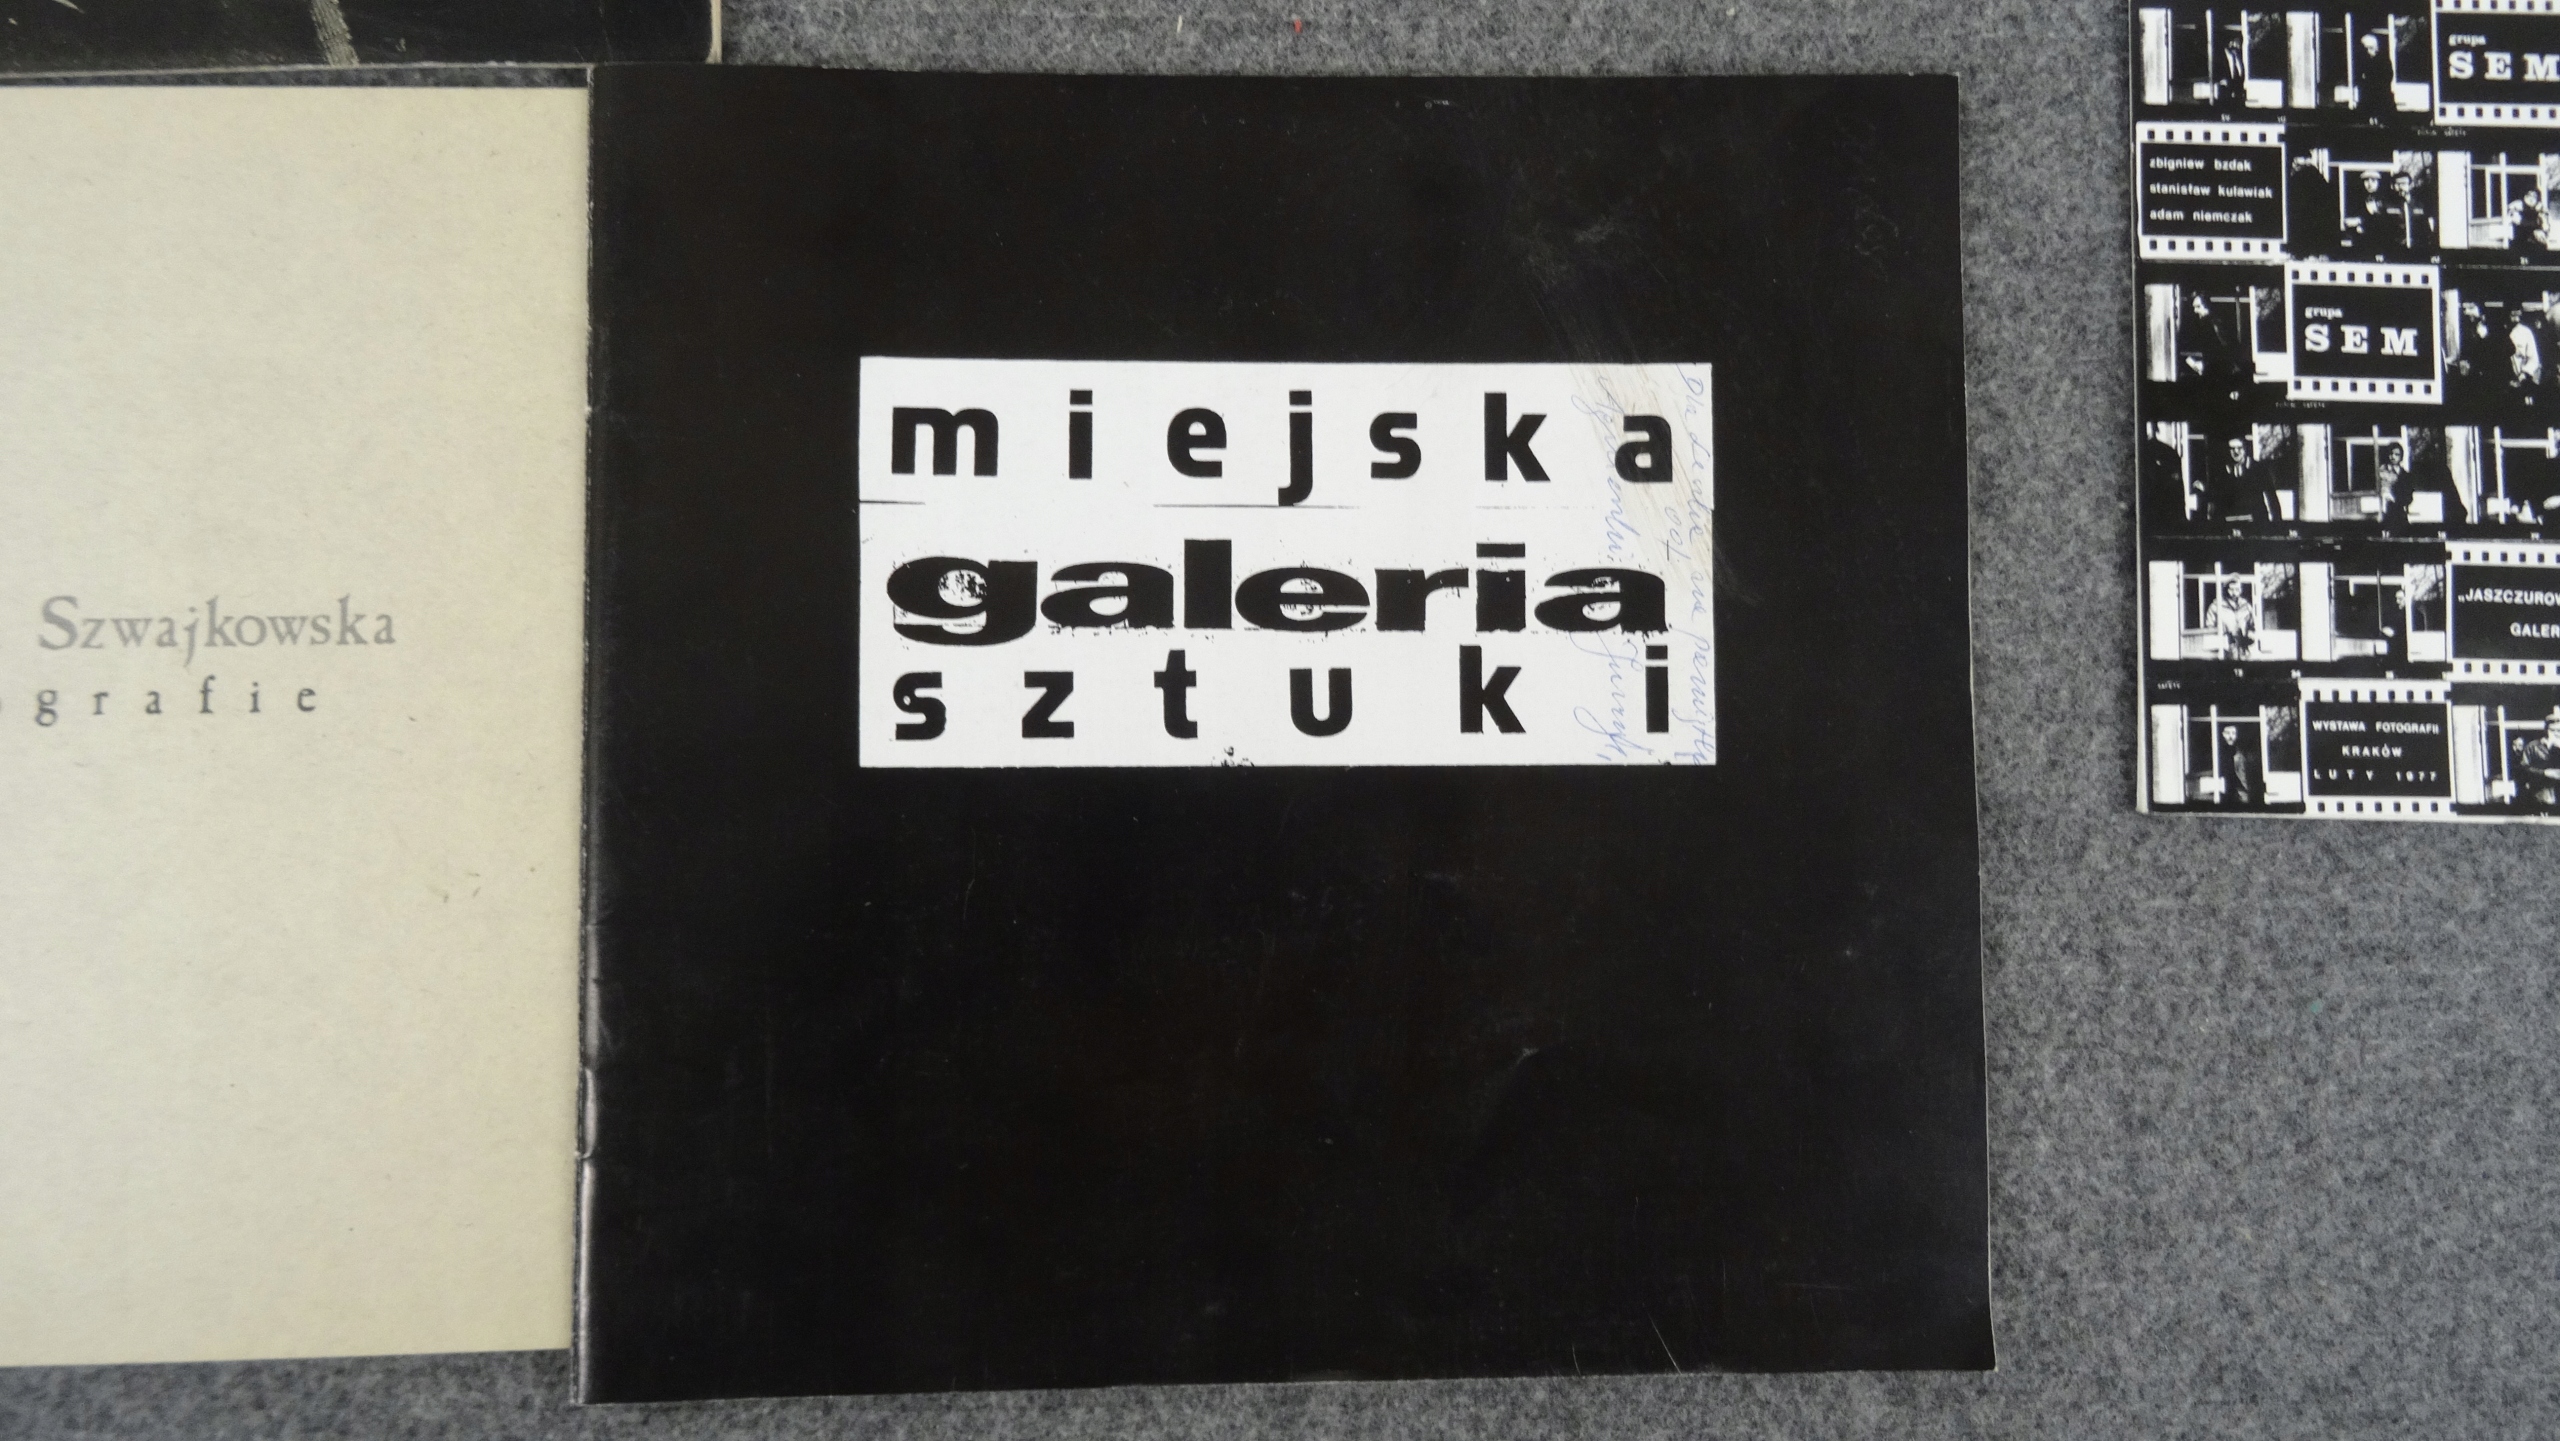 Szwajkowska
grafie
miejska
galeria
sztuki
grupa
SEM
zbigniew bzdak
stanisław kulawiak
adam niemczak
grupa
SEM
„JASZCZUROW
GALER
WYSTAWA FOTOGRAFII
KRAKÓW
LUTY 1977